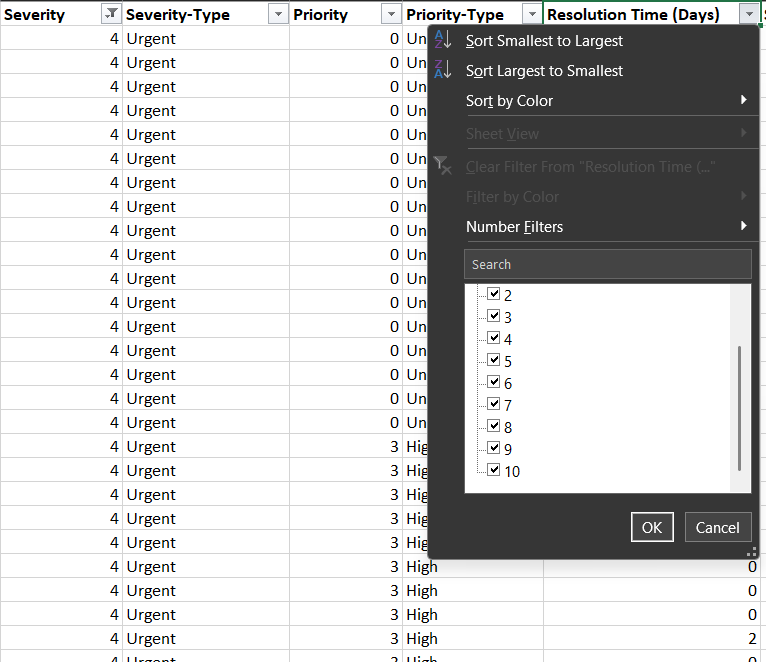 Severity Severity-Type Priority Priority-Type Resolution Time (Days)
4 Urgent 0 Un
Sort Smallest to Largest
4 Urgent 0 Un
Sort Largest to Smallest
4 Urgent 0 Un
Sort by Color
4 Urgent 0 Un
4 Urgent 0 Un
Sheet View
4 Urgent 0 Un
Clear Filter From "Resolution Time (..."
4 Urgent 0 Un
Filter by Color
4 Urgent 0 Un
4 Urgent 0 Un
Number Filters
4 Urgent 0 Un
Search
4 Urgent 0 Un
4 Urgent 0 Un
2
4 Urgent 0 Un
3
4 Urgent 0 Un
4
4 Urgent 0 Un
5
4 Urgent 0 Un
6
4 Urgent 0 Un
7
8
4 Urgent 3 Hig
9
4 Urgent 3 Hig
10
4 Urgent 3 Hig
4 Urgent 3 Hig
OK Cancel
4 Urgent 3 Hig
4 Urgent 3 High 0
4 Urgent 3 High 0
4 Urgent 3 High 0
4 Urgent 3 High 2